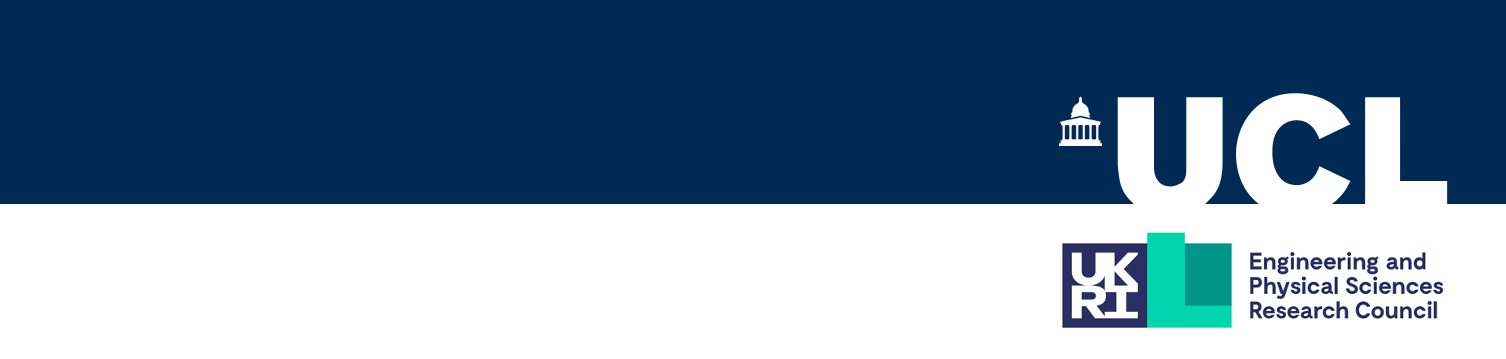 UCL
UK
RI
Engineering and
Physical Sciences
Research Council